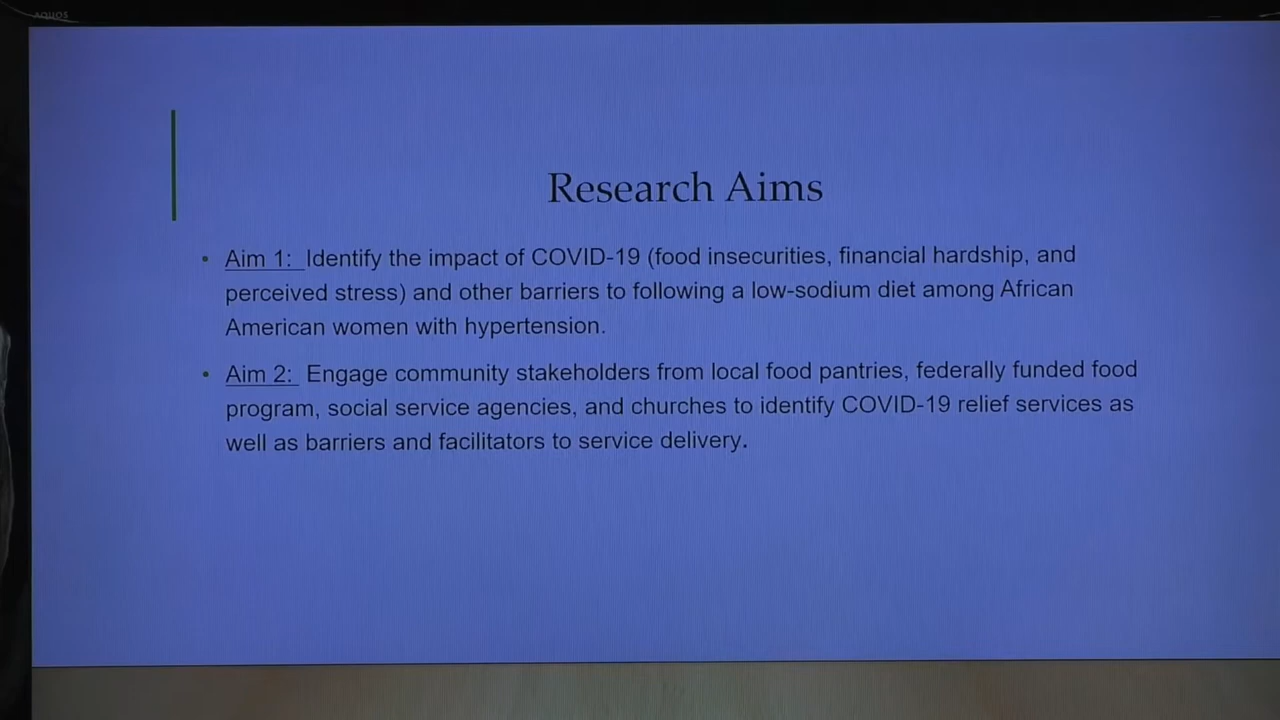 AQUOS
Research Aims
• Aim 1: Identify the impact of COVID-19 (food insecurities, financial hardship, and
perceived stress) and other barriers to following a low-sodium diet among African
American women with hypertension.
• Aim 2: Engage community stakeholders from local food pantries, federally funded food
program, social service agencies, and churches to identify COVID-19 relief services as
well as barriers and facilitators to service delivery.